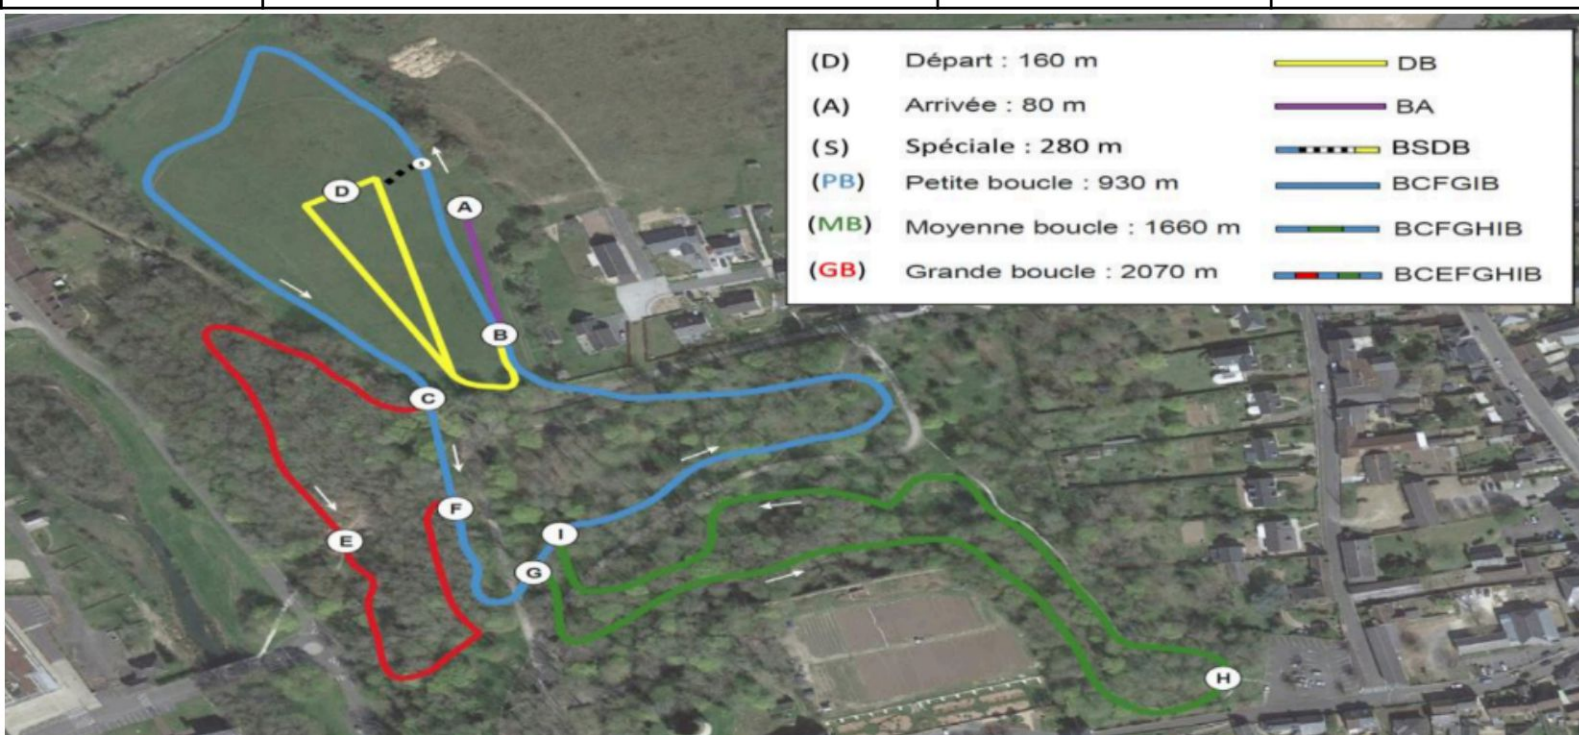 (D) Départ : 160 m DB
(A) Arrivée : 80 m BA
(S) Spéciale : 280 m BSDB
(PB) Petite boucle : 930 m BCFGIB
(MB) Moyenne boucle : 1660 m BCFGHIB
(GB) Grande boucle : 2070 m BCEFGHIB
S
D
A
B
C
F
I
E
G
H